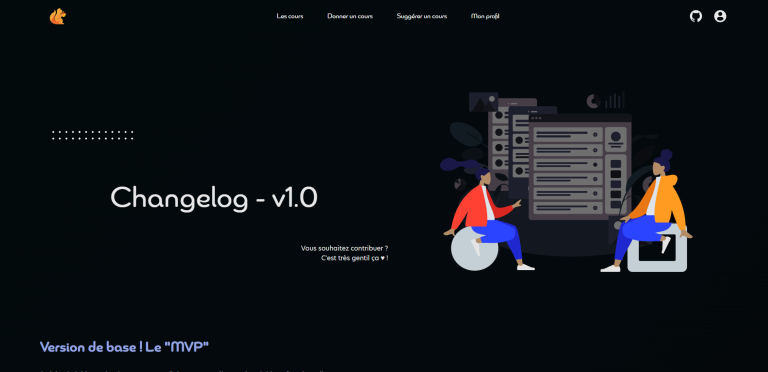 Les cours
Donner un cours
Suggérer un cours
Mon profil
Changelog - v1.0
Vous souhaitez contribuer ?
C'est très gentil ça ♥ !
Version de base ! Le "MVP"